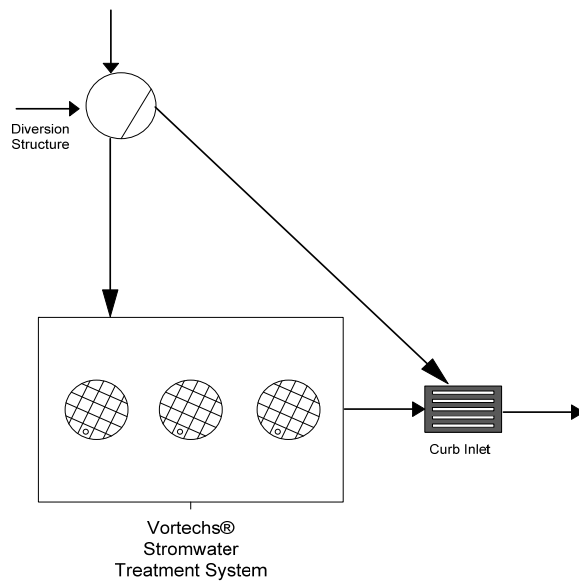 Diversion
Structure
Curb Inlet
Vortechs®
Stromwater
Treatment System